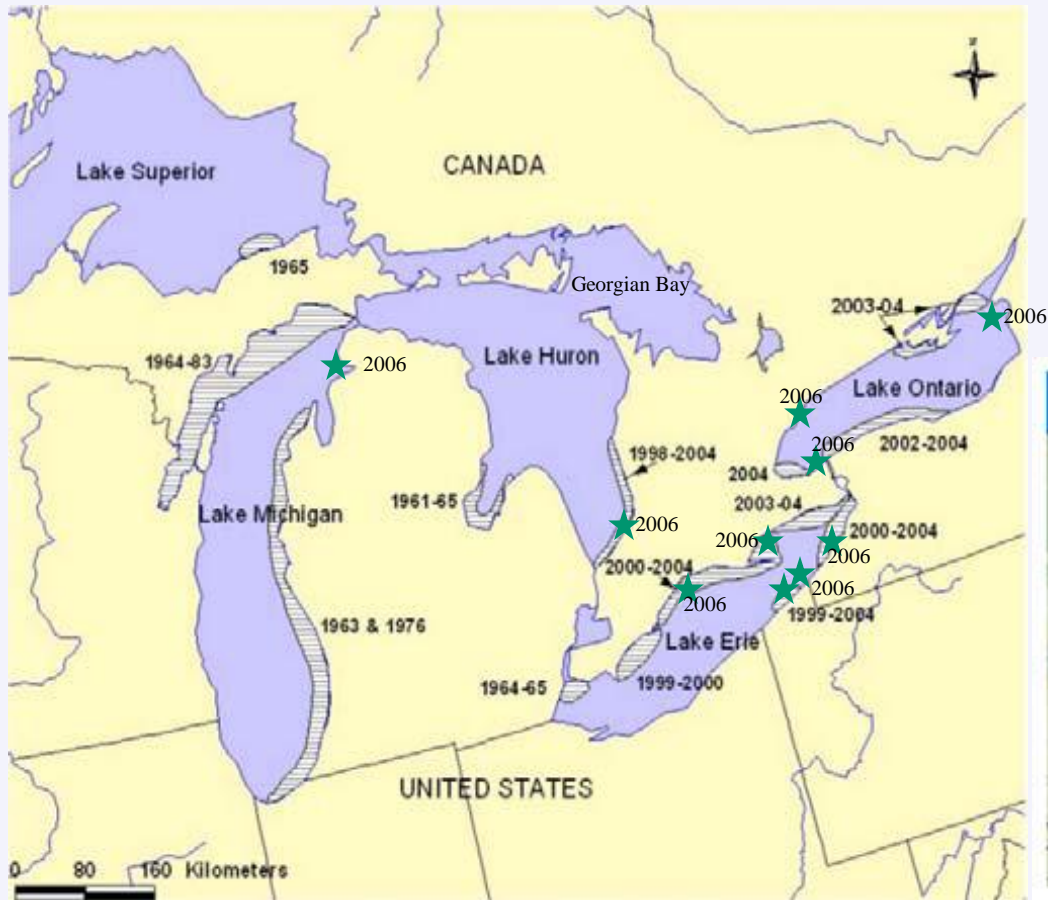 N
Lake Superior
CANADA
1965
Georgian Bay
2003-04
2006
1964-83
2006
Lake Huron
Lake Ontario
2006
2006
2002-2004
1998-2004
2004
1961-65
2003-04
Lake Michigan
2006
2006
2000-2004
2006
2000-2004
2006
2006
1999-2004
1963 & 1976
Lake Erie
1964-65
1999-2000
UNITED STATES
0 80 160 Kilometers